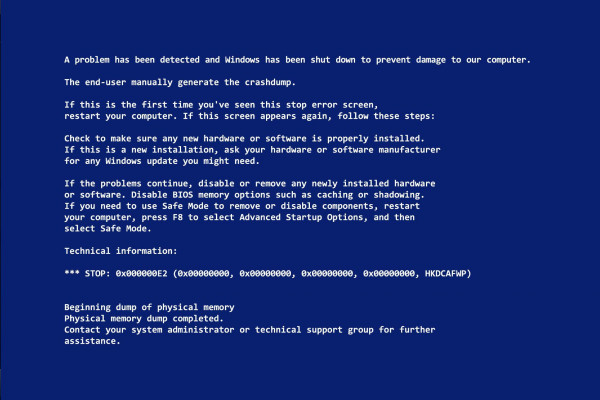 A problem has been detected and Windows has been shut down to prevent damage to our computer.
The end-user manually generate the crashdump.
If this is the first time you've seen this stop error screen,
restart your computer. If this screen appears again, follow these steps:
Check to make sure any new hardware or software is properly installed.
If this is a new installation, ask your hardware or software manufacturer
for any Windows update you might need.
If the problems continue, disable or remove any newly installed hardware
or software. Disable BIOS memory options such as caching or shadowing.
If you need to use Safe Mode to remove or disable components, restart
your computer, press F8 to select Advanced Startup Options, and then
select Safe Mode.
Technical information:
*** STOP: 0x000000E2 (0x00000000, 0x00000000, 0x00000000, 0x00000000, HKDCAFWP)
Beginning dump of physical memory
Physical memory dump completed.
Contact your system administrator or technical support group for further
assistance.